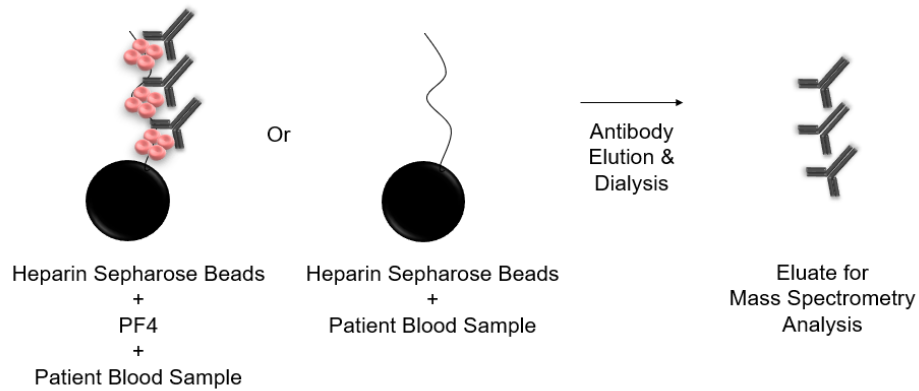 Or
Antibody
Elution &
Dialysis
Heparin Sepharose Beads
+
PF4
+
Patient Blood Sample
Heparin Sepharose Beads
+
Patient Blood Sample
Eluate for
Mass Spectrometry
Analysis